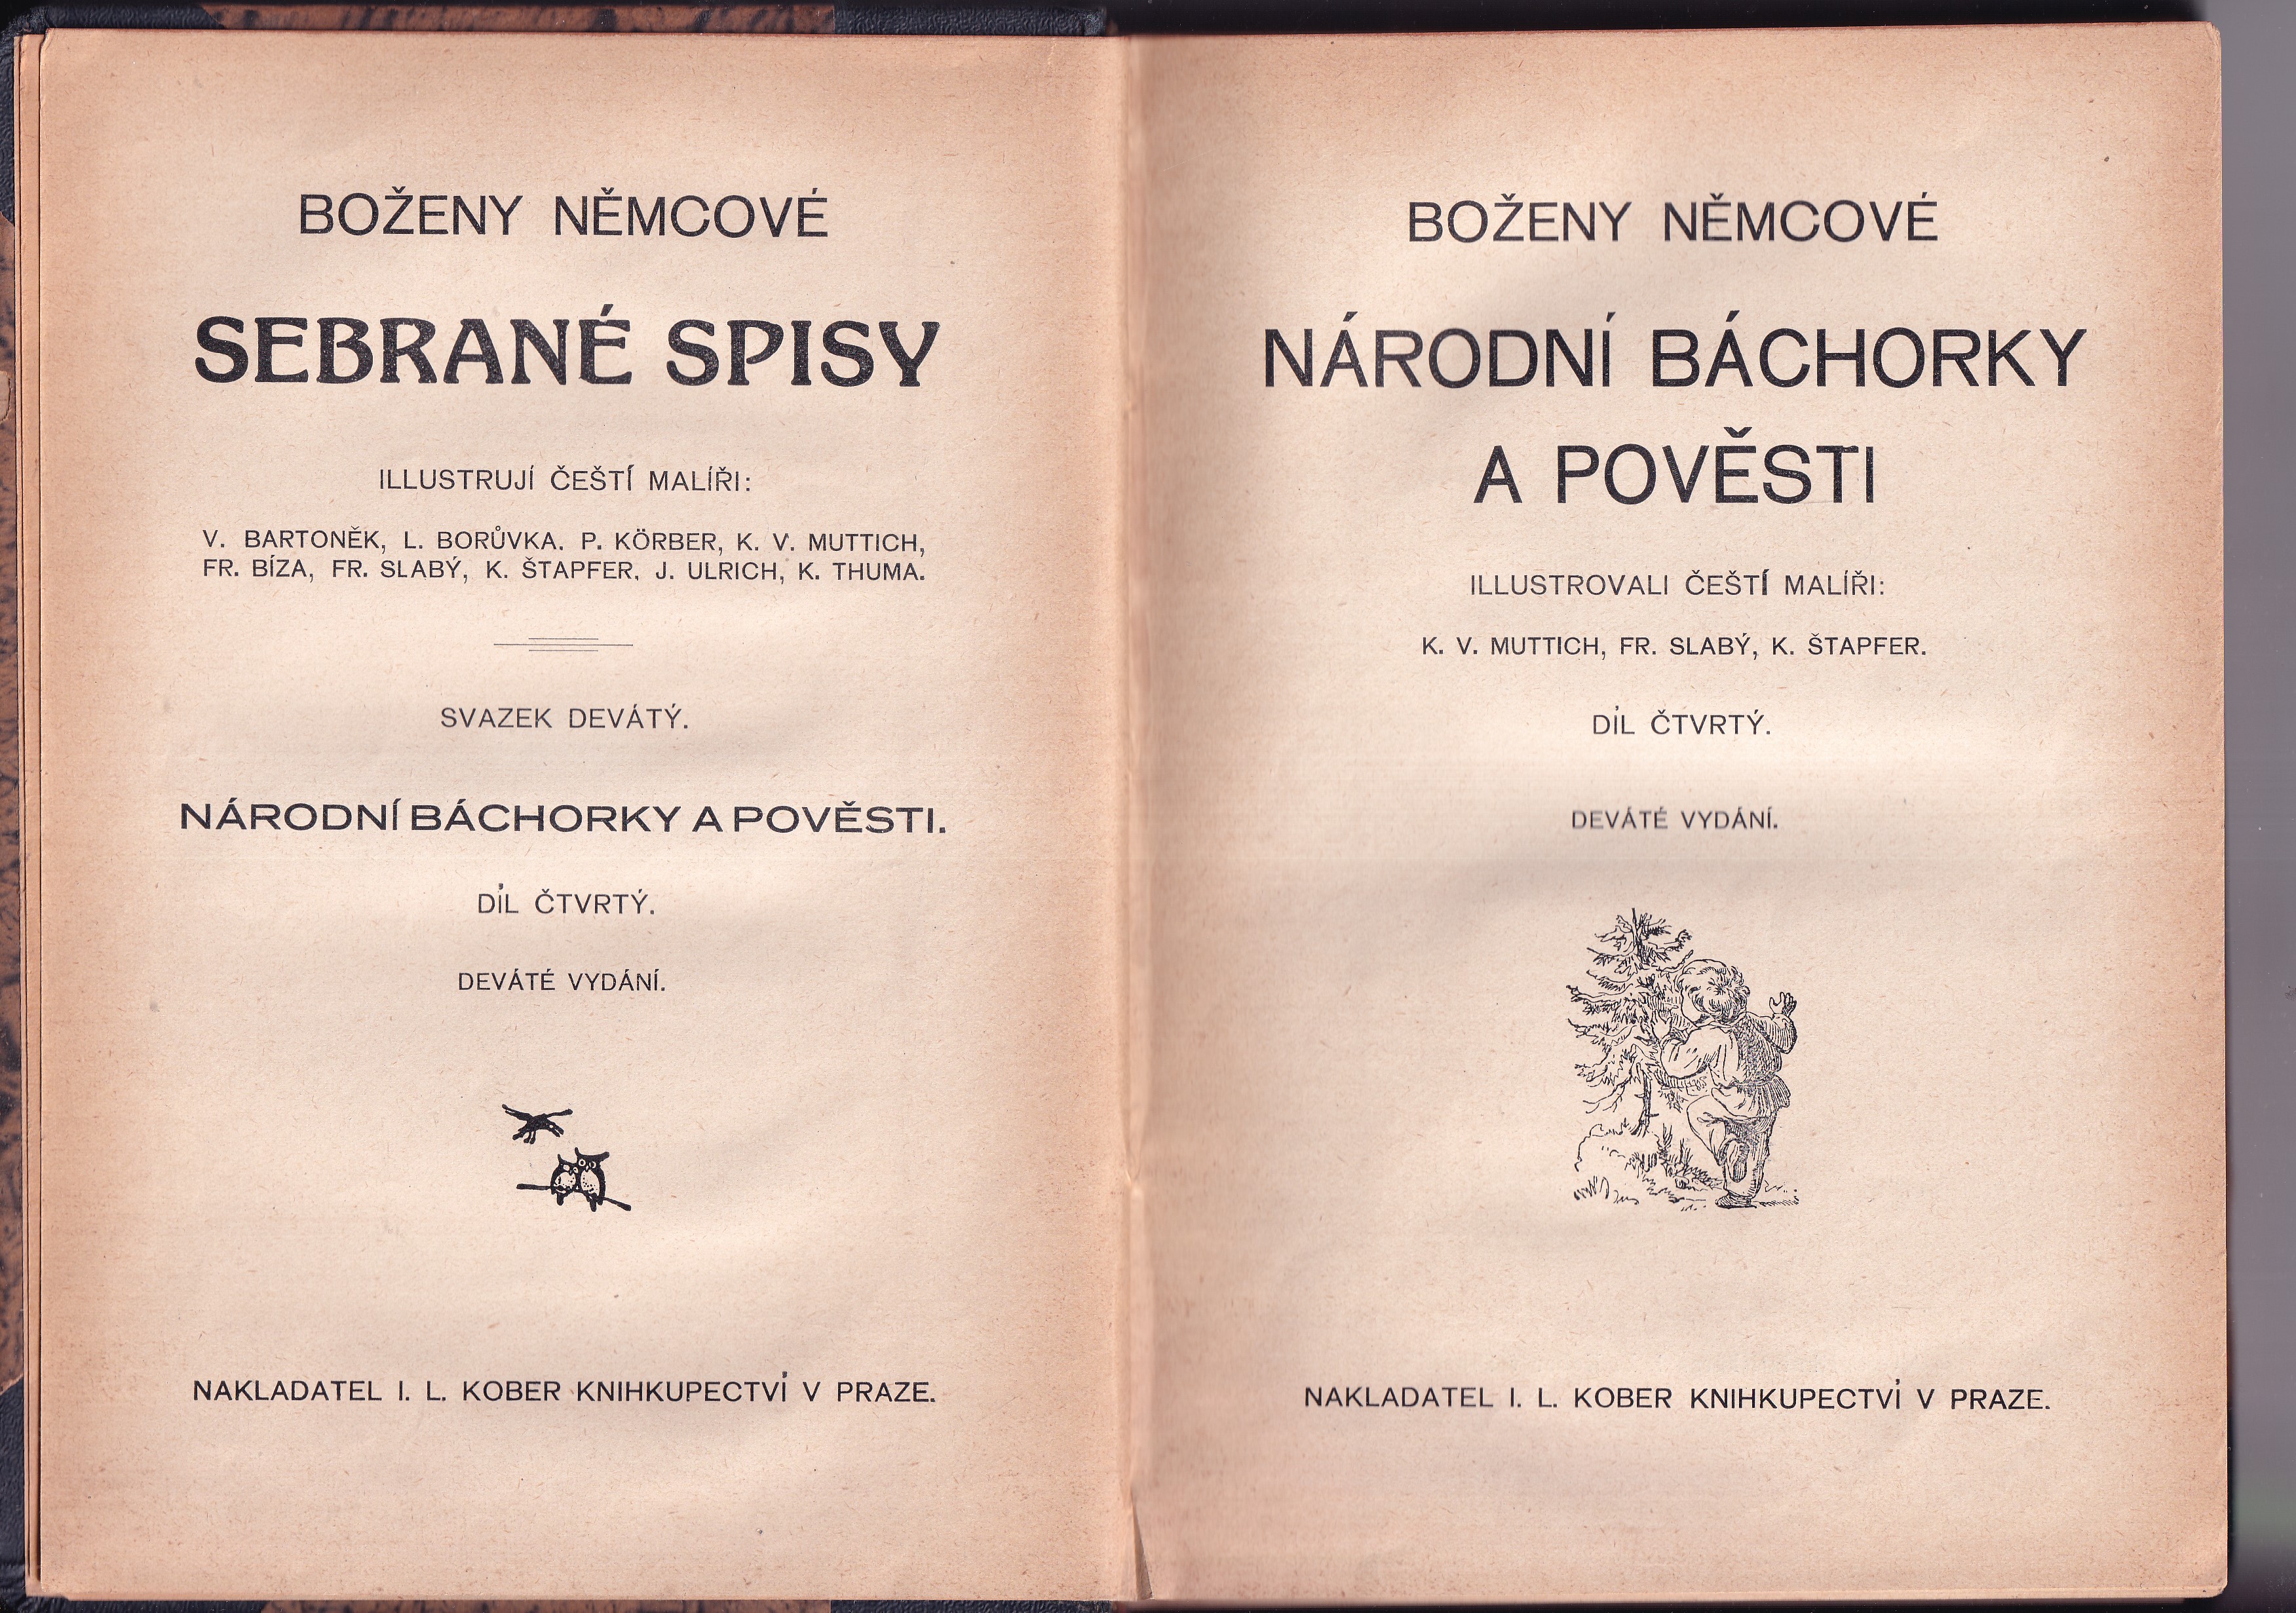 BOŽENY NĚMCOVÉ
SEBRANÉ SPISY
ILLUSTRUJÍ ČEŠTÍ MALÍŘI:
V. BARTONĚK, L. BORŮVKA. P. KÖRBER, K. V. MUTTICH,
FR. BÍZA, FR. SLABÝ, K. ŠTAPFER, J. ULRICH, K. THUMA.
SVAZEK DEVÁTÝ.
NÁRODNÍ BÁCHORKY A POVĚSTI.
DÍL ČTVRTÝ.
DEVÁTÉ VYDÁNÍ.
NAKLADATEL I. L. KOBER KNIHKUPECTVÍ V PRAZE.
BOŽENY NĚMCOVÉ
NÁRODNÍ BÁCHORKY
A POVĚSTI
ILLUSTROVALI ČEŠTÍ MALÍŘI:
K. V. MUTTICH, FR. SLABÝ, K. ŠTAPFER.
DÍL ČTVRTÝ.
DEVÁTÉ VYDÁNÍ.
NAKLADATEL I. L. KOBER KNIHKUPECTVÍ V PRAZE.